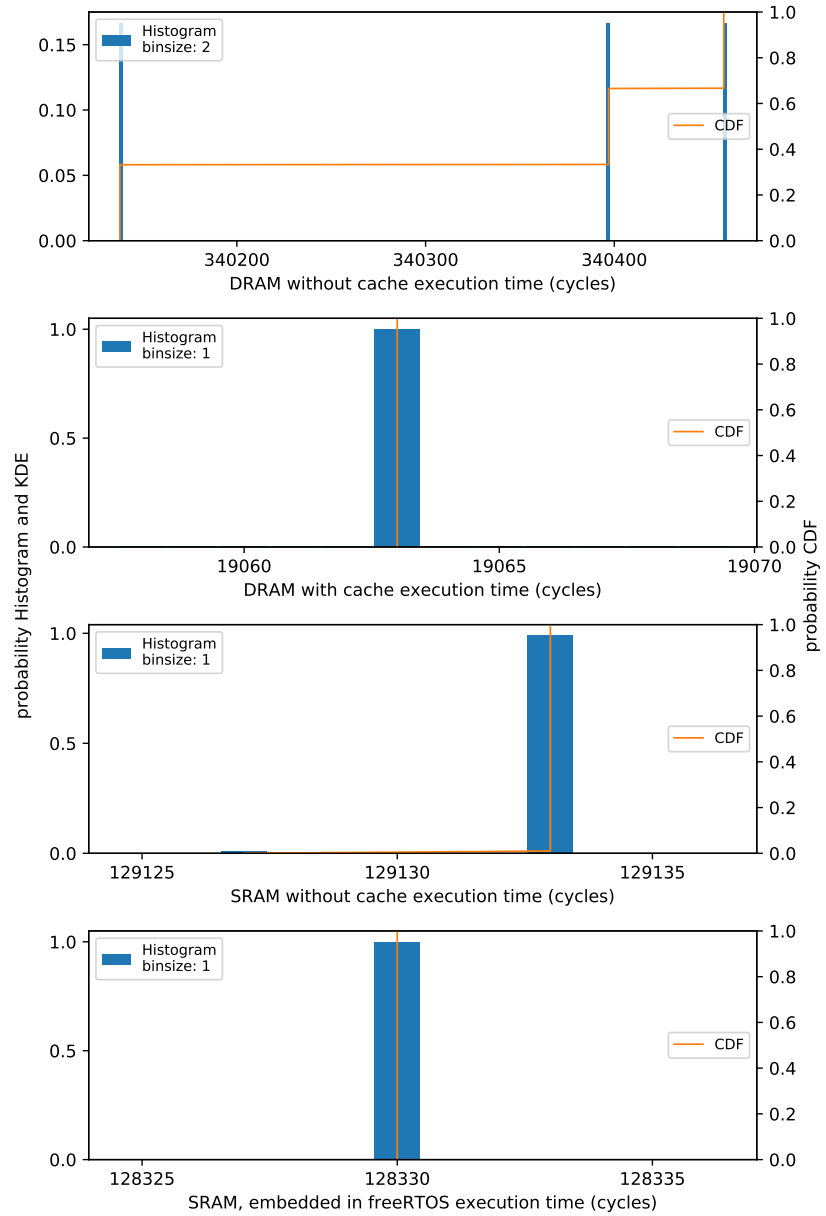 Histogram
binsize: 2
CDF
0.15
0.10
0.05
0.00
1.0
0.8
0.6
0.4
0.2
0.0
340200 340300 340400
DRAM without cache execution time (cycles)
Histogram
binsize: 1
CDF
1.0
0.5
0.0
1.0
0.8
0.6
0.4
0.2
0.0
19060 19065 19070
DRAM with cache execution time (cycles)
probability Histogram and KDE
probability CDF
Histogram
binsize: 1
CDF
1.0
0.5
0.0
1.0
0.8
0.6
0.4
0.2
0.0
129125 129130 129135
SRAM without cache execution time (cycles)
Histogram
binsize: 1
CDF
1.0
0.5
0.0
1.0
0.8
0.6
0.4
0.2
0.0
128325 128330 128335
SRAM, embedded in freeRTOS execution time (cycles)